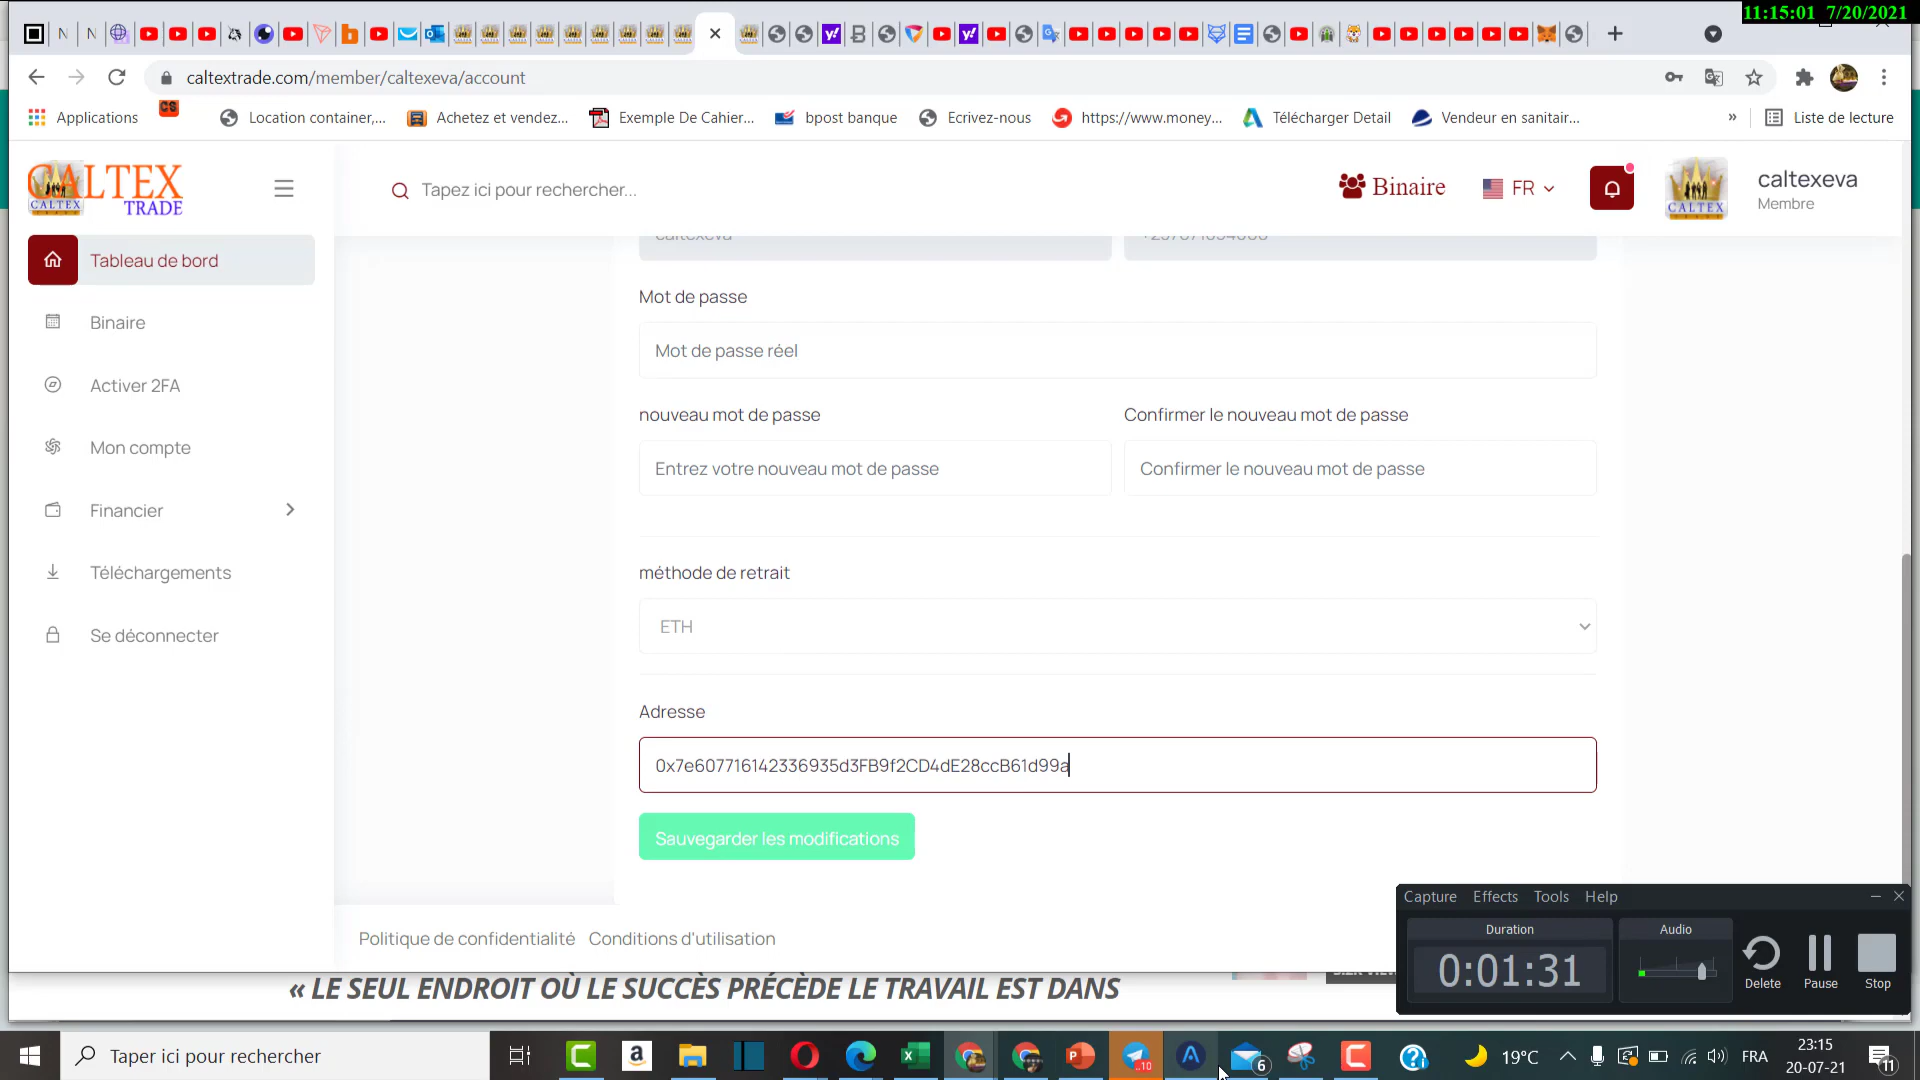 11:15:01 7/20/2021
caltextrade.com/member/caltexeva/account
Applications
CS
Location container,...
Achetez et vendez...
Exemple De Cahier...
bpost banque
Ecrivez-nous
https://www.money...
Télécharger Detail
Vendeur en sanitair...
»
Liste de lecture
CALTEX
TRADE
CALTEX
Tapez ici pour rechercher...
Binaire
FR
CALTEX
caltexeva
Membre
Tableau de bord
Binaire
Activer 2FA
Mon compte
Financier
Téléchargements
Se déconnecter
caltexeva
Mot de passe
Mot de passe réel
nouveau mot de passe
Confirmer le nouveau mot de passe
Entrez votre nouveau mot de passe
Confirmer le nouveau mot de passe
méthode de retrait
ETH
Adresse
0x7e607716142336935d3FB9f2CD4dE28ccB61d99a
Sauvegarder les modifications
Politique de confidentialité Conditions d'utilisation
« LE SEUL ENDROIT OÙ LE SUCCÈS PRÉCÈDE LE TRAVAIL EST DANS
Capture Effects Tools Help
Duration
Audio
0:01:31
Delete
Pause
Stop
Taper ici pour rechercher
..10
6
19°C
FRA
23:15
20-07-21
11